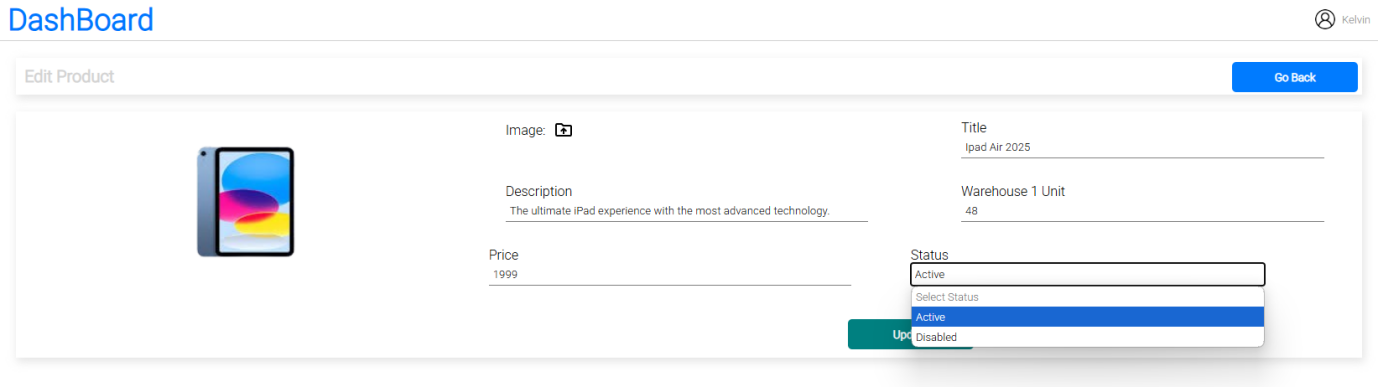 DashBoard
Kelvin
Edit Product
Go Back
Image:
Title
Ipad Air 2025
Description
The ultimate iPad experience with the most advanced technology.
Warehouse 1 Unit
48
Price
1999
Status
Active
Select Status
Active
Disabled